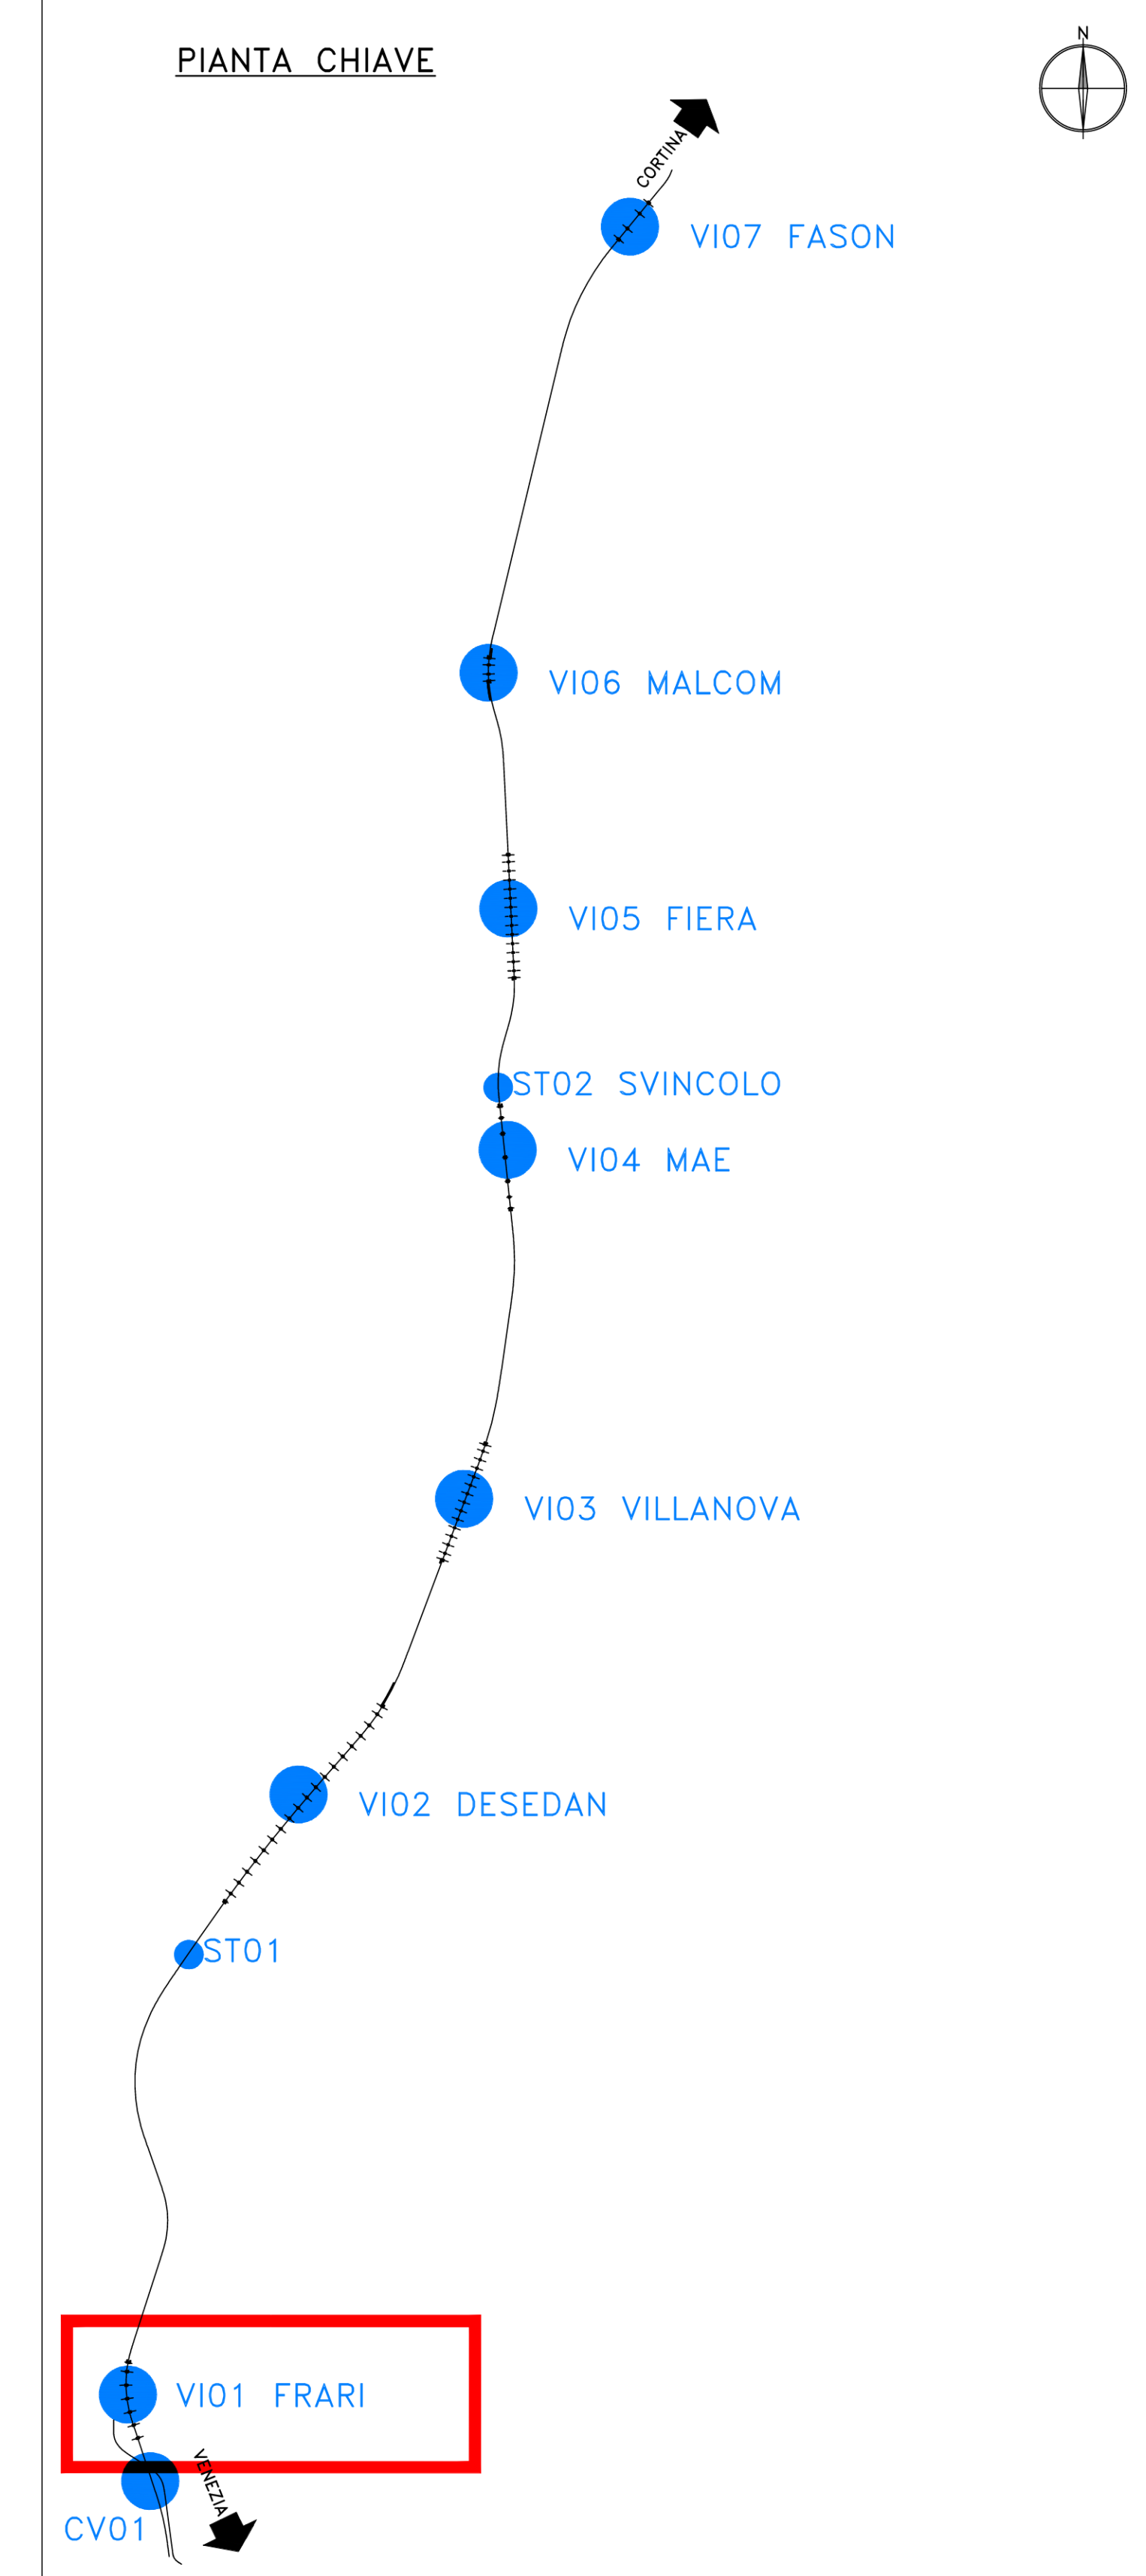 PIANTA CHIAVE
N
CORTINA
VI07 FASON
VI06 MALCOM
VI05 FIERA
ST02 SVINCOLO
VI04 MAE
VI03 VILLANOVA
VI02 DESEDAN
ST01
VI01 FRARI
VENEZIA
CV01